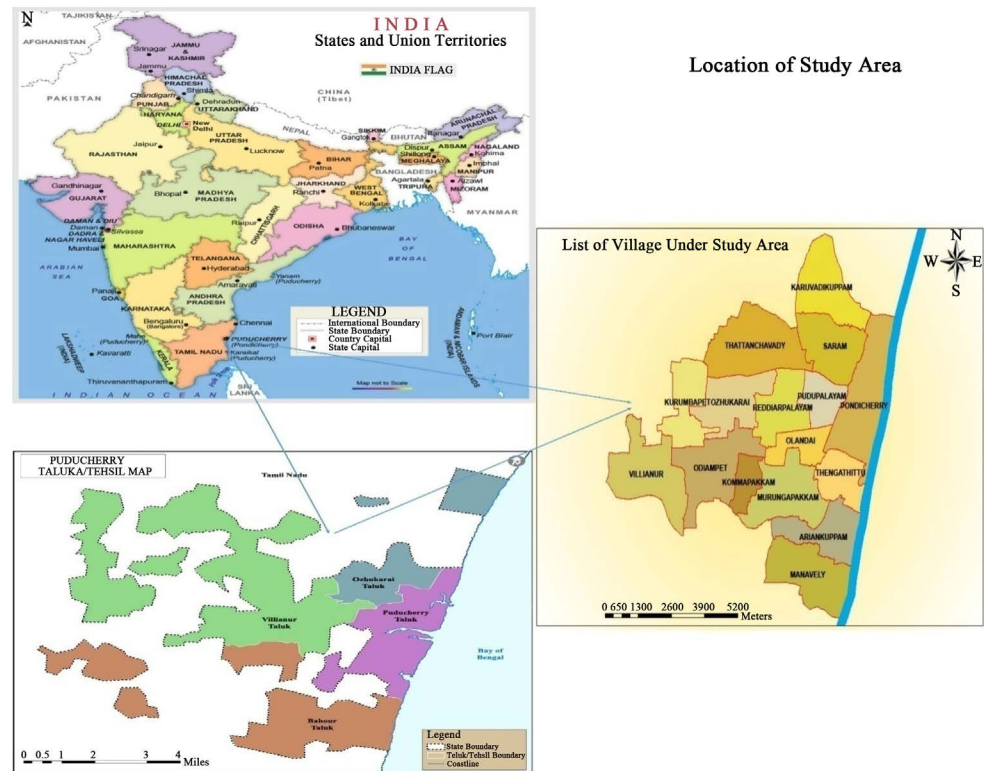 N
INDIA
States and Union Territories
INDIA FLAG
TAJIKISTAN
AFGHANISTAN
PAKISTAN
CHINA
(Tibet)
NEPAL
BHUTAN
BANGLADESH
MYANMAR
JAMMU
&
KASHMIR
Srinagar
Jammu
HIMACHAL
PRADESH
Shimla
Chandigarh
PUNJAB
Dehradun
UTTARAKHAND
HARYANA
DELHI
New
Delhi
UTTAR
PRADESH
Lucknow
Jaipur
RAJASTHAN
BIHAR
Patna
SIKKIM
Gangtok
ARUNACHAL
PRADESH
Itanagar
ASSAM
Dispur
Shillong
MEGHALAYA
NAGALAND
Kohima
Imphal
MANIPUR
Agartala
TRIPURA
Aizawl
MIZORAM
Gandhinagar
GUJARAT
Bhopal
MADHYA
PRADESH
JHARKHAND
Ranchi
WEST
BENGAL
Kolkata
DAMAN & DIU
Daman
DADRA &
NAGAR HAVELI
Silvassa
Mumbai
MAHARASHTRA
Raipur
CHHATTISGARH
ODISHA
Bhubaneswar
ARABIAN
SEA
BAY
OF
BENGAL
TELANGANA
Hyderabad
Amaravati
Yanam
(Puducherry)
Panaji
GOA
KARNATAKA
ANDHRA
PRADESH
Bengaluru
(Bangalore)
Chennai
Mahe
(Puducherry)
PUDUCHERRY
(Pondicherry)
Karaikal
(Puducherry)
TAMIL NADU
KERALA
LAKSHADWEEP
(INDIA)
Kavaratti
Thiruvananthapuram
SRI
LANKA
INDIAN OCEAN
ANDAMAN & NICOBAR ISLANDS
(INDIA)
Port Blair
LEGEND
International Boundary
State Boundary
Country Capital
State Capital
Map not to Scale
Location of Study Area
List of Village Under Study Area
N
W E
S
KARUVADIKUPPAM
THATTANCHAVADY
SARAM
KURUMBAPET
OZHUKARAI
REDDIARPALAYAM
PUDUPALAYAM
PONDICHERRY
OLANDAI
VILLIANUR
ODIAMPET
KOMMAPAKKAM
THENGATHITTU
MURUNGAPAKKAM
ARIANKUPPAM
MANAVELY
0 650 1300 2600 3900 5200
Meters
PUDUCHERRY
TALUKA/TEHSIL MAP
Tamil Nadu
Ozhukarai
Taluk
Puducherry
Taluk
Villianur
Taluk
Bay of
Bengal
Bahour
Taluk
0 0.5 1 2 3 4
Miles
Legend
State Boundary
Teluk/Tehsll Boundary
Coastline